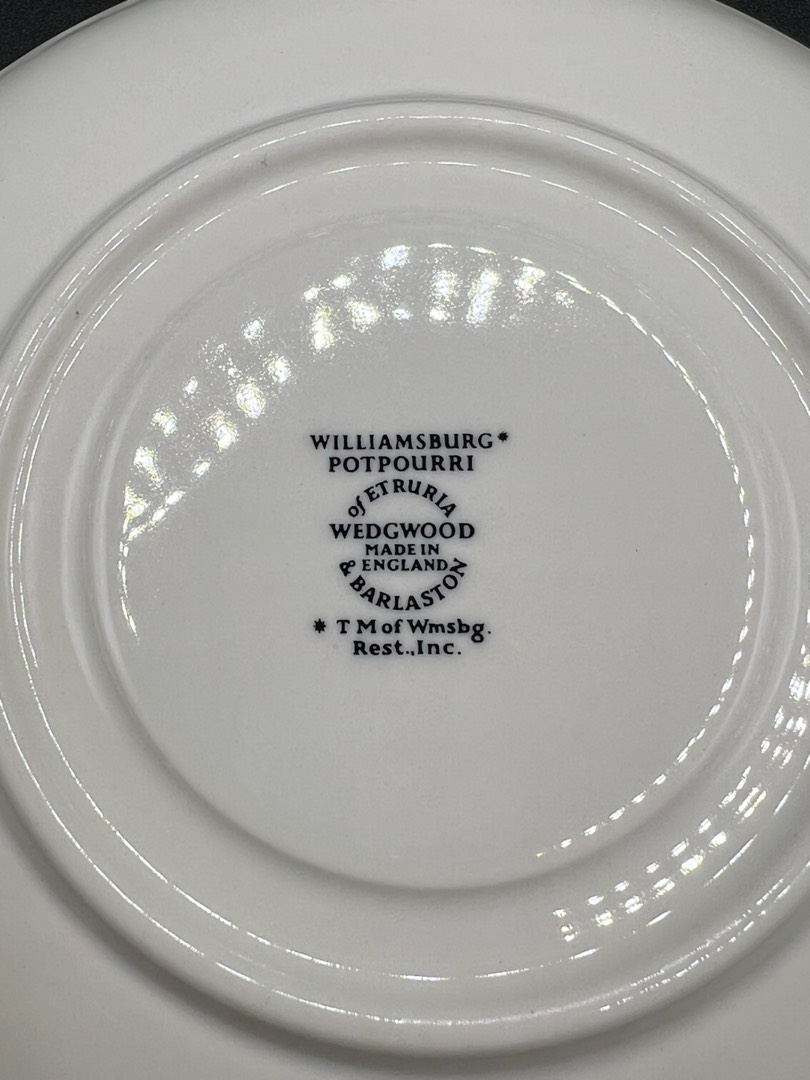 WILLIAMSBURG*
POTPOURRI
of ETRURIA
WEDGWOOD
MADE IN
ENGLAND
& BARLASTON
* T M of Wmsbg.
Rest., Inc.